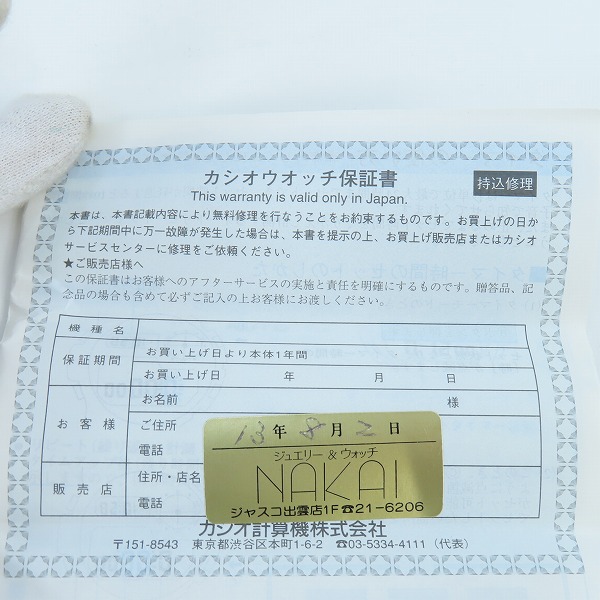 カシオウオッチ保証書
持込修理
This warranty is valid only in Japan.
本書は、本書記載内容により無料修理を行なうことをお約束するものです。お買上げの日か
ら下記期間中に万一故障が発生した場合は、本書を提示の上、お買上げ販売店またはカシオ
サービスセンターに修理をご依頼ください。
★ご販売店様へ
この保証書はお客様へのアフターサービスの実施と責任を明確にするものです。贈答品、記
念品の場合も含めて必ずご記入の上お客様にお渡しください。
機種名
保証期間 お買い上げ日より本体1年間
お買い上げ日 年 月 日
お客様 お名前 様
ご住所
電話
販売店 住所・店名
電話
13年8月2日
ジュエリー&ウォッチ
NAKAI
ジャスコ出雲店1F☎21-6206
カシオ計算機株式会社
〒151-8543 東京都渋谷区本町1-6-2 ☎03-5334-4111（代表）